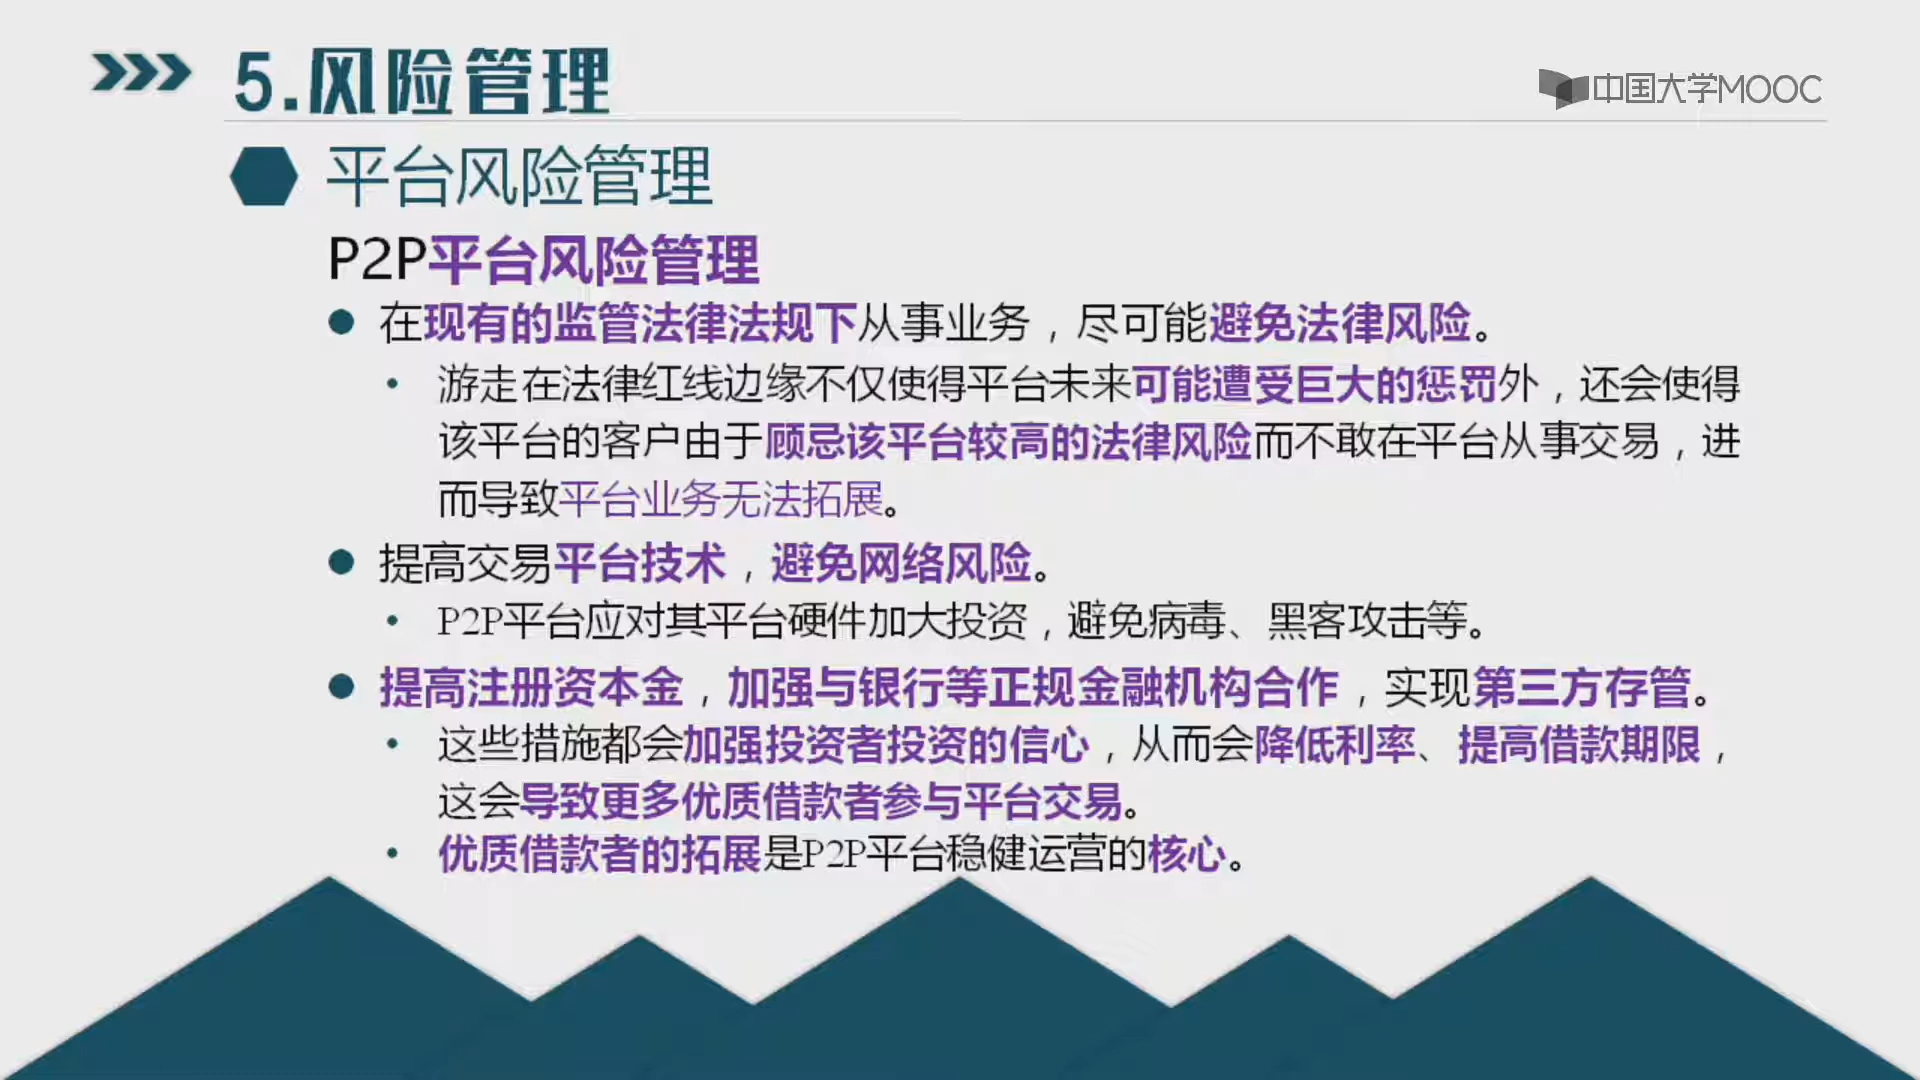 5.风险管理
中国大学MOOC
平台风险管理
P2P平台风险管理
在现有的监管法律法规下从事业务，尽可能避免法律风险。
游走在法律红线边缘不仅使得平台未来可能遭受巨大的惩罚外，还会使得
该平台的客户由于顾忌该平台较高的法律风险而不敢在平台从事交易，进
而导致平台业务无法拓展。
提高交易平台技术，避免网络风险。
P2P平台应对其平台硬件加大投资，避免病毒、黑客攻击等。
提高注册资本金，加强与银行等正规金融机构合作，实现第三方存管。
这些措施都会加强投资者投资的信心，从而会降低利率、提高借款期限，
这会导致更多优质借款者参与平台交易。
优质借款者的拓展是P2P平台稳健运营的核心。